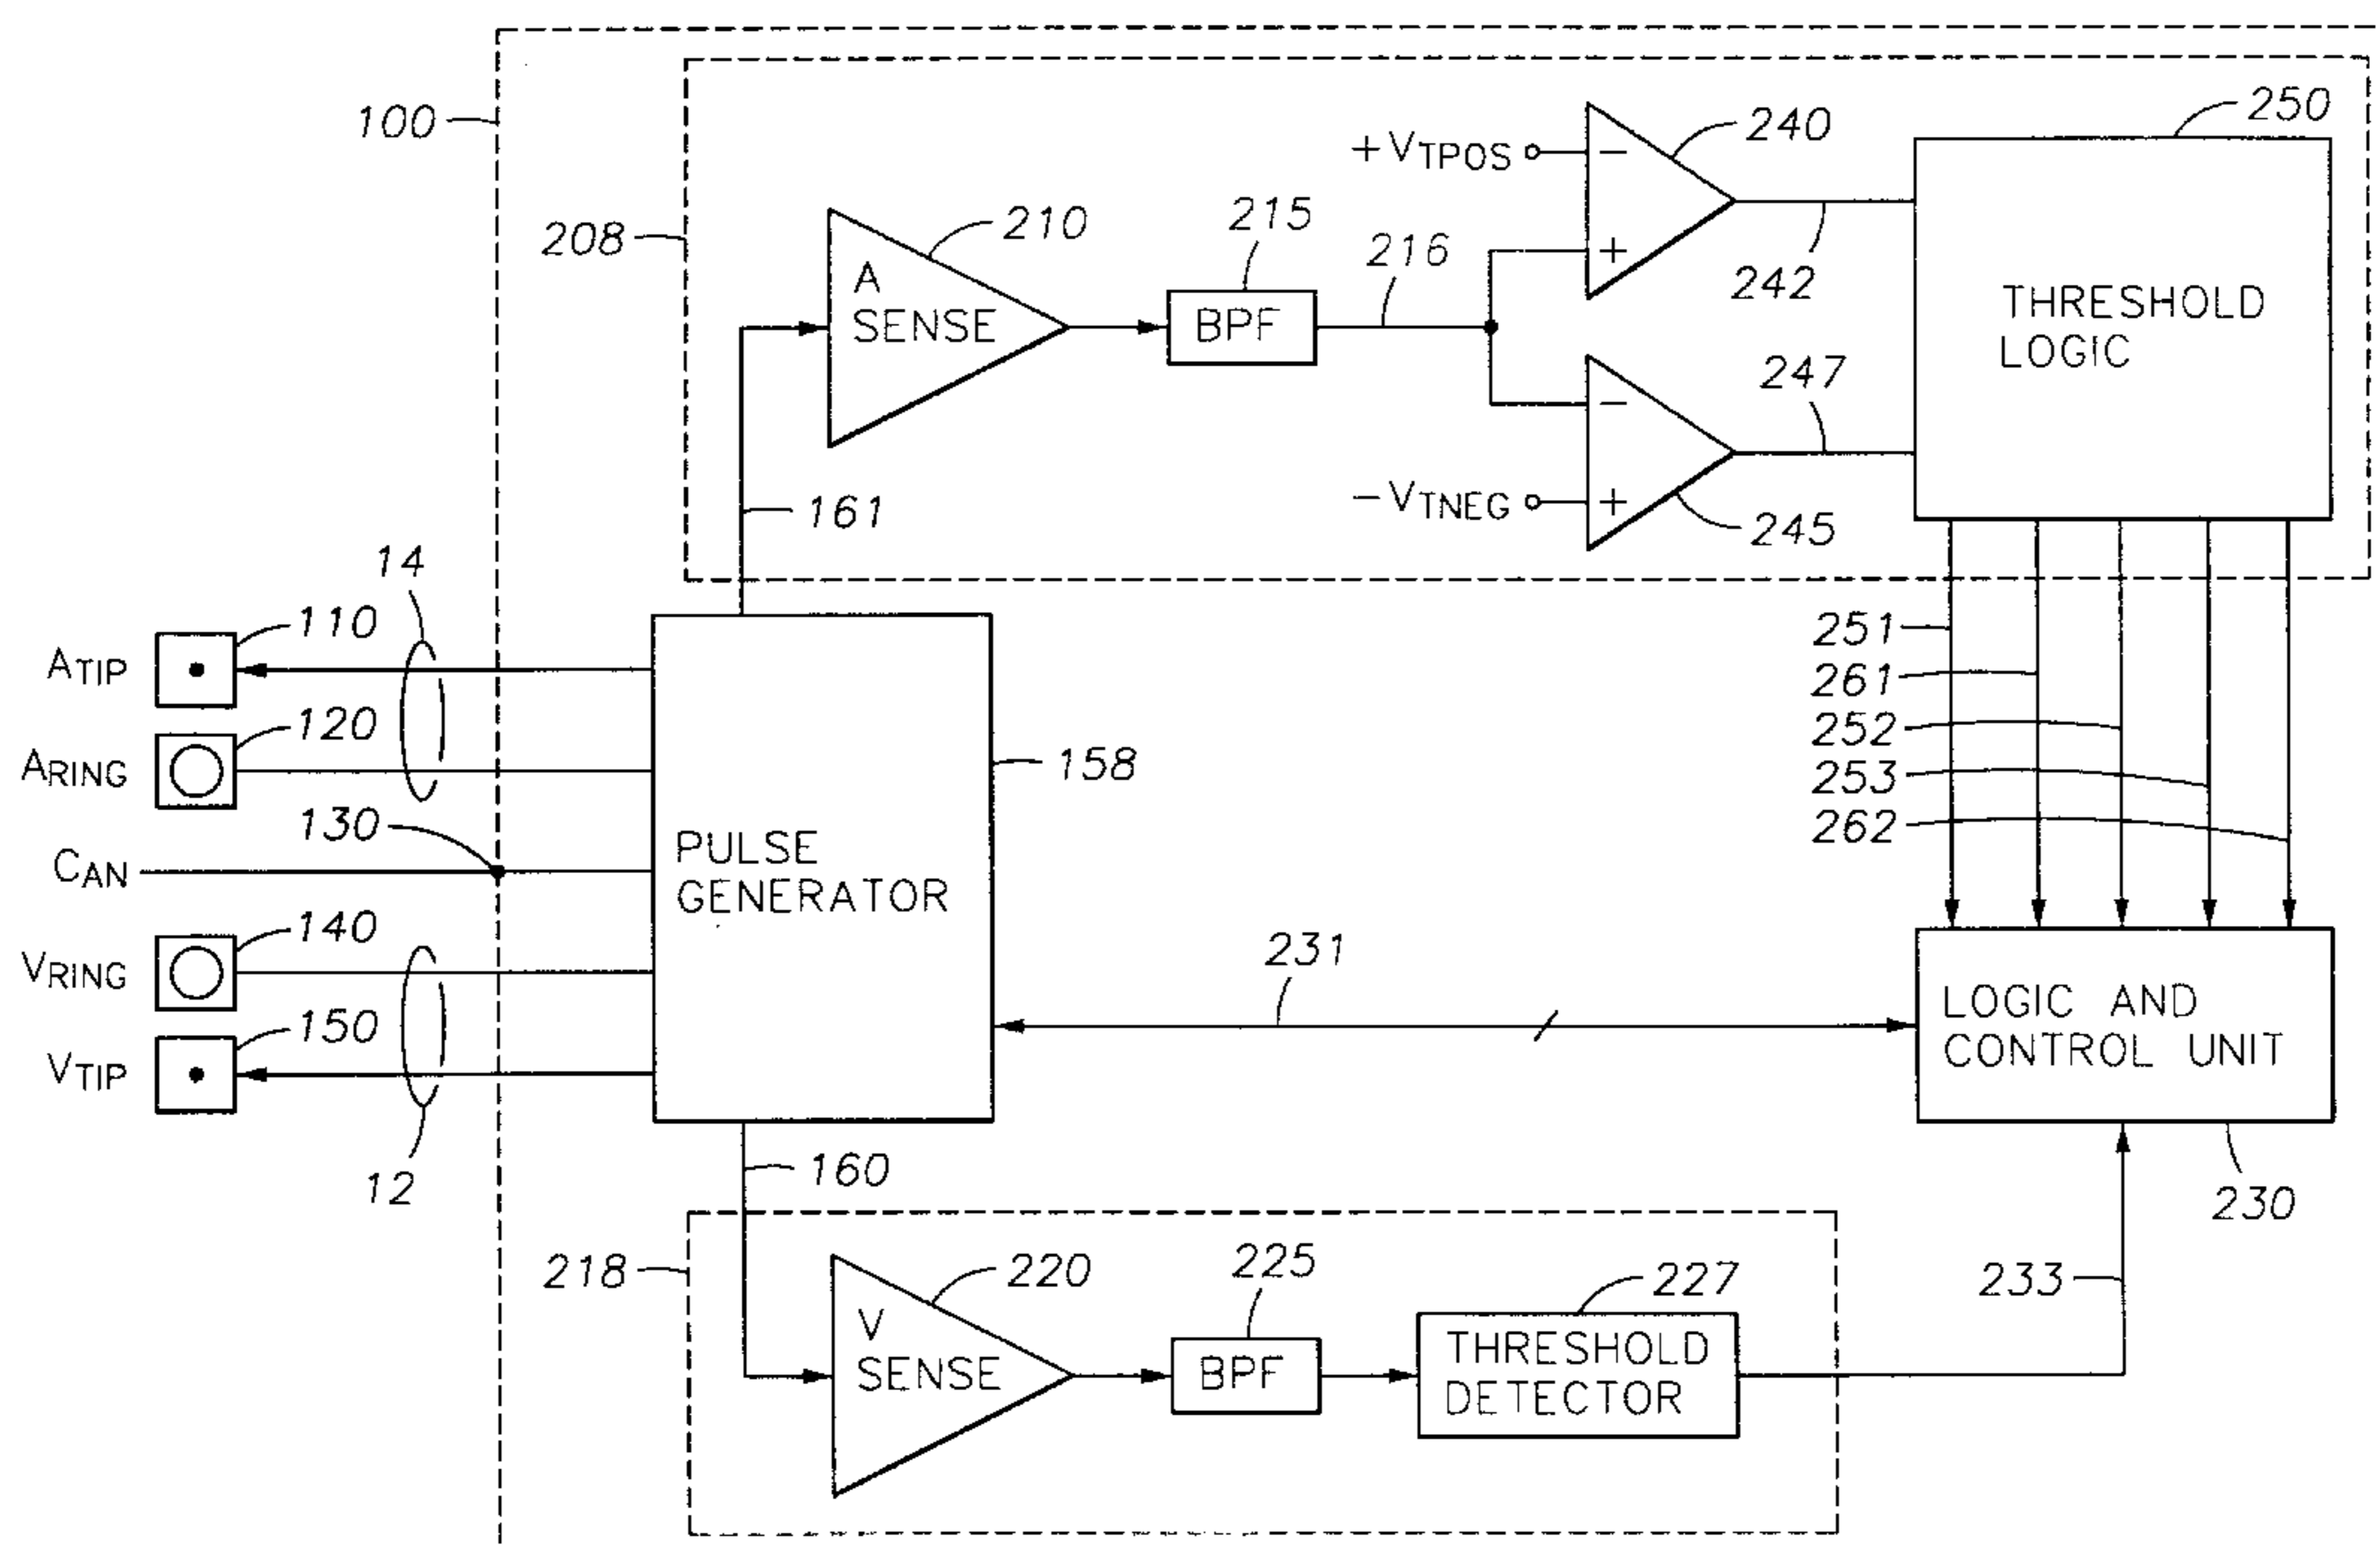 100
208
210
A
SENSE
215
BPF
216
+VTPOS
−
+
240
242
250
THRESHOLD
LOGIC
247
−
+
−VTNEG
245
161
14
ATIP
110
ARING
120
130
CAN
VRING
140
VTIP
150
12
PULSE
GENERATOR
158
251
261
252
253
262
231
LOGIC AND
CONTROL UNIT
230
160
218
220
V
SENSE
225
BPF
227
THRESHOLD
DETECTOR
233